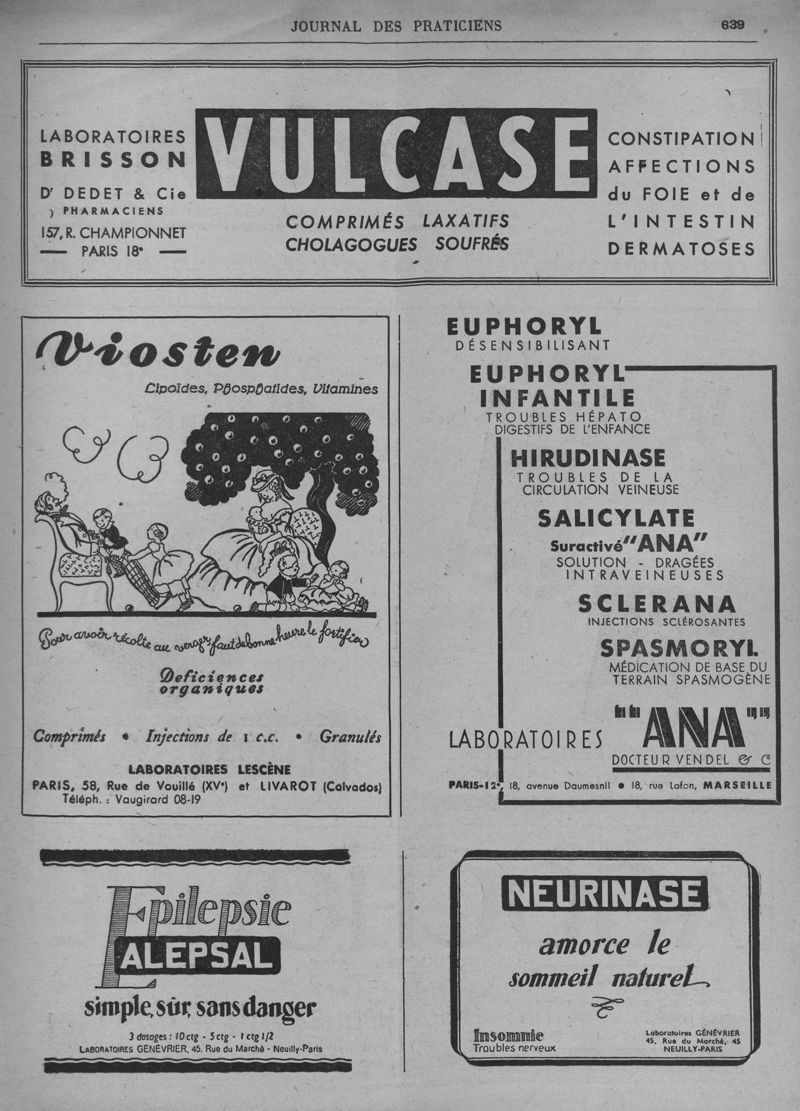 JOURNAL DES PRATICIENS
639
LABORATOIRES
BRISSON
Dr DEDET & Cie
PHARMACIENS
157, R. CHAMPIONNET
PARIS 18e
VULCASE
COMPRIMÉS LAXATIFS
CHOLAGOGUES SOUFRÉS
CONSTIPATION
AFFECTIONS
du FOIE et de
L'INTESTIN
DERMATOSES
Viosten
Lipoïdes, Phosphatides, Vitamines
Pour avoir récolte au verger faut de bonne heure le fortifier
Deficiences
organiques
Comprimés • Injections de 1 c.c. • Granulés
LABORATOIRES LESCÈNE
PARIS, 58, Rue de Vouillé (XVe) et LIVAROT (Calvados)
Téléph. : Vaugirard 08-19
EUPHORYL
DÉSENSIBILISANT
EUPHORYL
INFANTILE
TROUBLES HÉPATO
DIGESTIFS DE L'ENFANCE
HIRUDINASE
TROUBLES DE LA
CIRCULATION VEINEUSE
SALICYLATE
Suractivé "ANA"
SOLUTION - DRAGÉES
INTRAVEINEUSES
SCLERANA
INJECTIONS SCLÉROSANTES
SPASMORYL
MÉDICATION DE BASE DU
TERRAIN SPASMOGÈNE
LABORATOIRES "ANA"
DOCTEUR VENDEL & Cie
PARIS-12e, 18, avenue Daumesnil • 18, rue Lafon, MARSEILLE
Epilepsie
ALEPSAL
simple, sûr, sans danger
3 dosages : 10 ctg - 5 ctg - 1 ctg 1/2
LABORATOIRES GÉNÉVRIER, 45, Rue du Marché - Neuilly-Paris
NEURINASE
amorce le
sommeil naturel
Insomnie
Troubles nerveux
Laboratoires GÉNÉVRIER
45, Rue du Marché, 45
NEUILLY-PARIS